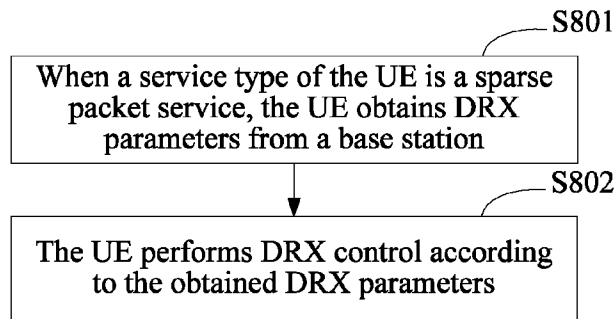 S801
When a service type of the UE is a sparse
packet service, the UE obtains DRX
parameters from a base station
S802
The UE performs DRX control according
to the obtained DRX parameters